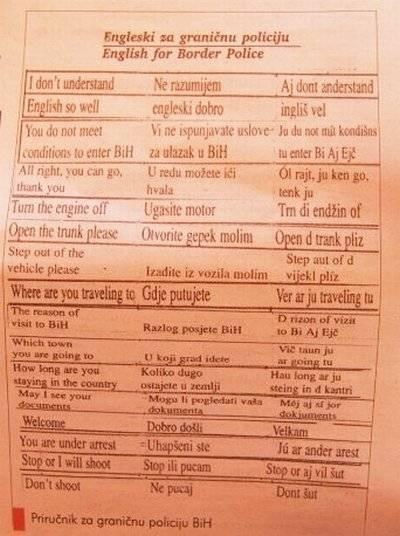 Engleski za graničnu policiju
English for Border Police
I don't understand Ne razumijem Aj dont anderstand
English so well engleski dobro ingliš vel
You do not meet Vi ne ispunjavate uslove- Ju du not mit kondišns
conditions to enter BiH za ulazak u BiH tu enter Bi Aj Ejč
All right, you can go, U redu možete ići Ól rajt, ju ken go,
thank you hvala tenk ju
Turn the engine off Ugasite motor Trn di endžin of
Open the trunk please Otvorite gepek molim Open d trank pliz
Step out of the Step aut of d
vehicle please Izadite iz vozila molim vijekl pliz
Where are you traveling to Gdje putujete Ver ar ju traveling tu
The reason of D rizon of vizit
visit to BiH Razlog posjete BiH to Bi Aj Ejč
Which town Vič taun ju
you are going to U koji grad idete ar going tu
How long are you Koliko dugo Hau long ar ju
staying in the country ostajete u zemlji steing in d kantri
May I see your Mogu li pogledati vaša Mej aj si jor
documents dokumenta dokjuments
Welcome Dobro došli Velkam
You are under arrest =Uhapšeni ste Jú ar ander arest
Stop or I will shoot Stop ili pucam Stop or aj vil šut
Don't shoot Ne pucaj Dont šut
Priručnik za graničnu policiju BiH